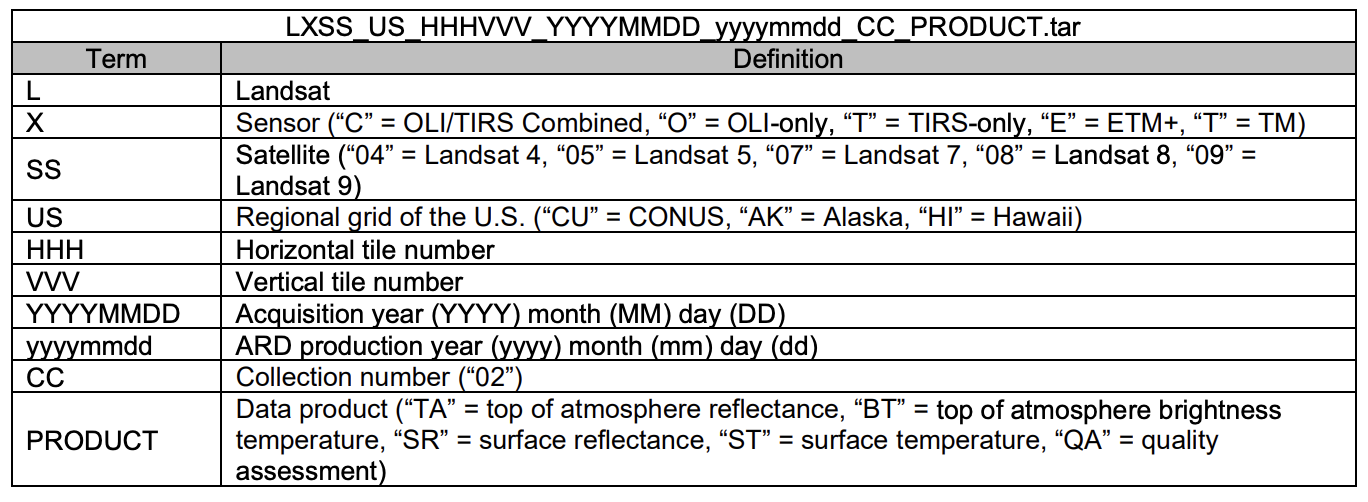 LXSS_US_HHHVVV_YYYYMMDD_yyyymmdd_CC_PRODUCT.tar
Term Definition
L Landsat
X Sensor (“C” = OLI/TIRS Combined, “O” = OLI-only, “T” = TIRS-only, “E” = ETM+, “T” = TM)
SS Satellite (“04” = Landsat 4, “05” = Landsat 5, “07” = Landsat 7, “08” = Landsat 8, “09” =
Landsat 9)
US Regional grid of the U.S. (“CU” = CONUS, “AK” = Alaska, “HI” = Hawaii)
HHH Horizontal tile number
VVV Vertical tile number
YYYYMMDD Acquisition year (YYYY) month (MM) day (DD)
yyyymmdd ARD production year (yyyy) month (mm) day (dd)
CC Collection number (“02”)
PRODUCT Data product (“TA” = top of atmosphere reflectance, “BT” = top of atmosphere brightness
temperature, “SR” = surface reflectance, “ST” = surface temperature, “QA” = quality
assessment)